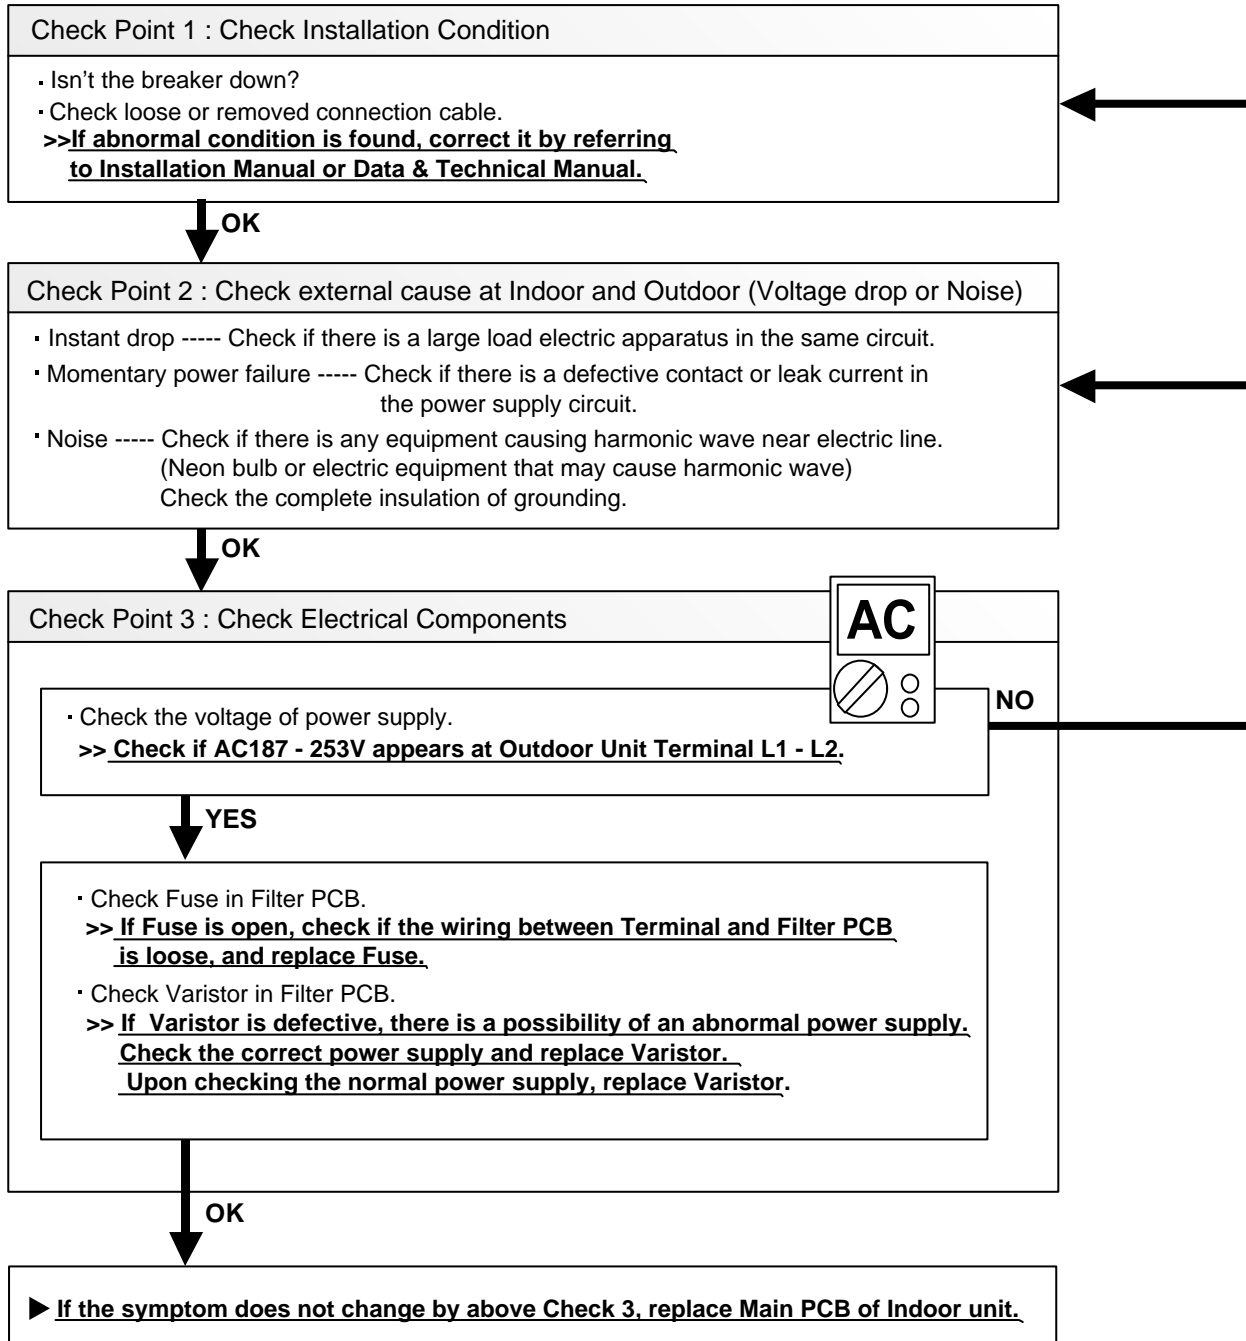 Check Point 1 : Check Installation Condition
· Isn't the breaker down?
· Check loose or removed connection cable.
>>If abnormal condition is found, correct it by referring
to Installation Manual or Data & Technical Manual.
OK
Check Point 2 : Check external cause at Indoor and Outdoor (Voltage drop or Noise)
· Instant drop ----- Check if there is a large load electric apparatus in the same circuit.
· Momentary power failure ----- Check if there is a defective contact or leak current in
the power supply circuit.
· Noise ----- Check if there is any equipment causing harmonic wave near electric line.
(Neon bulb or electric equipment that may cause harmonic wave)
Check the complete insulation of grounding.
OK
Check Point 3 : Check Electrical Components
AC
· Check the voltage of power supply.
>> Check if AC187 - 253V appears at Outdoor Unit Terminal L1 - L2.
NO
YES
· Check Fuse in Filter PCB.
>> If Fuse is open, check if the wiring between Terminal and Filter PCB
is loose, and replace Fuse.
· Check Varistor in Filter PCB.
>> If Varistor is defective, there is a possibility of an abnormal power supply.
Check the correct power supply and replace Varistor.
Upon checking the normal power supply, replace Varistor.
OK
▶ If the symptom does not change by above Check 3, replace Main PCB of Indoor unit.